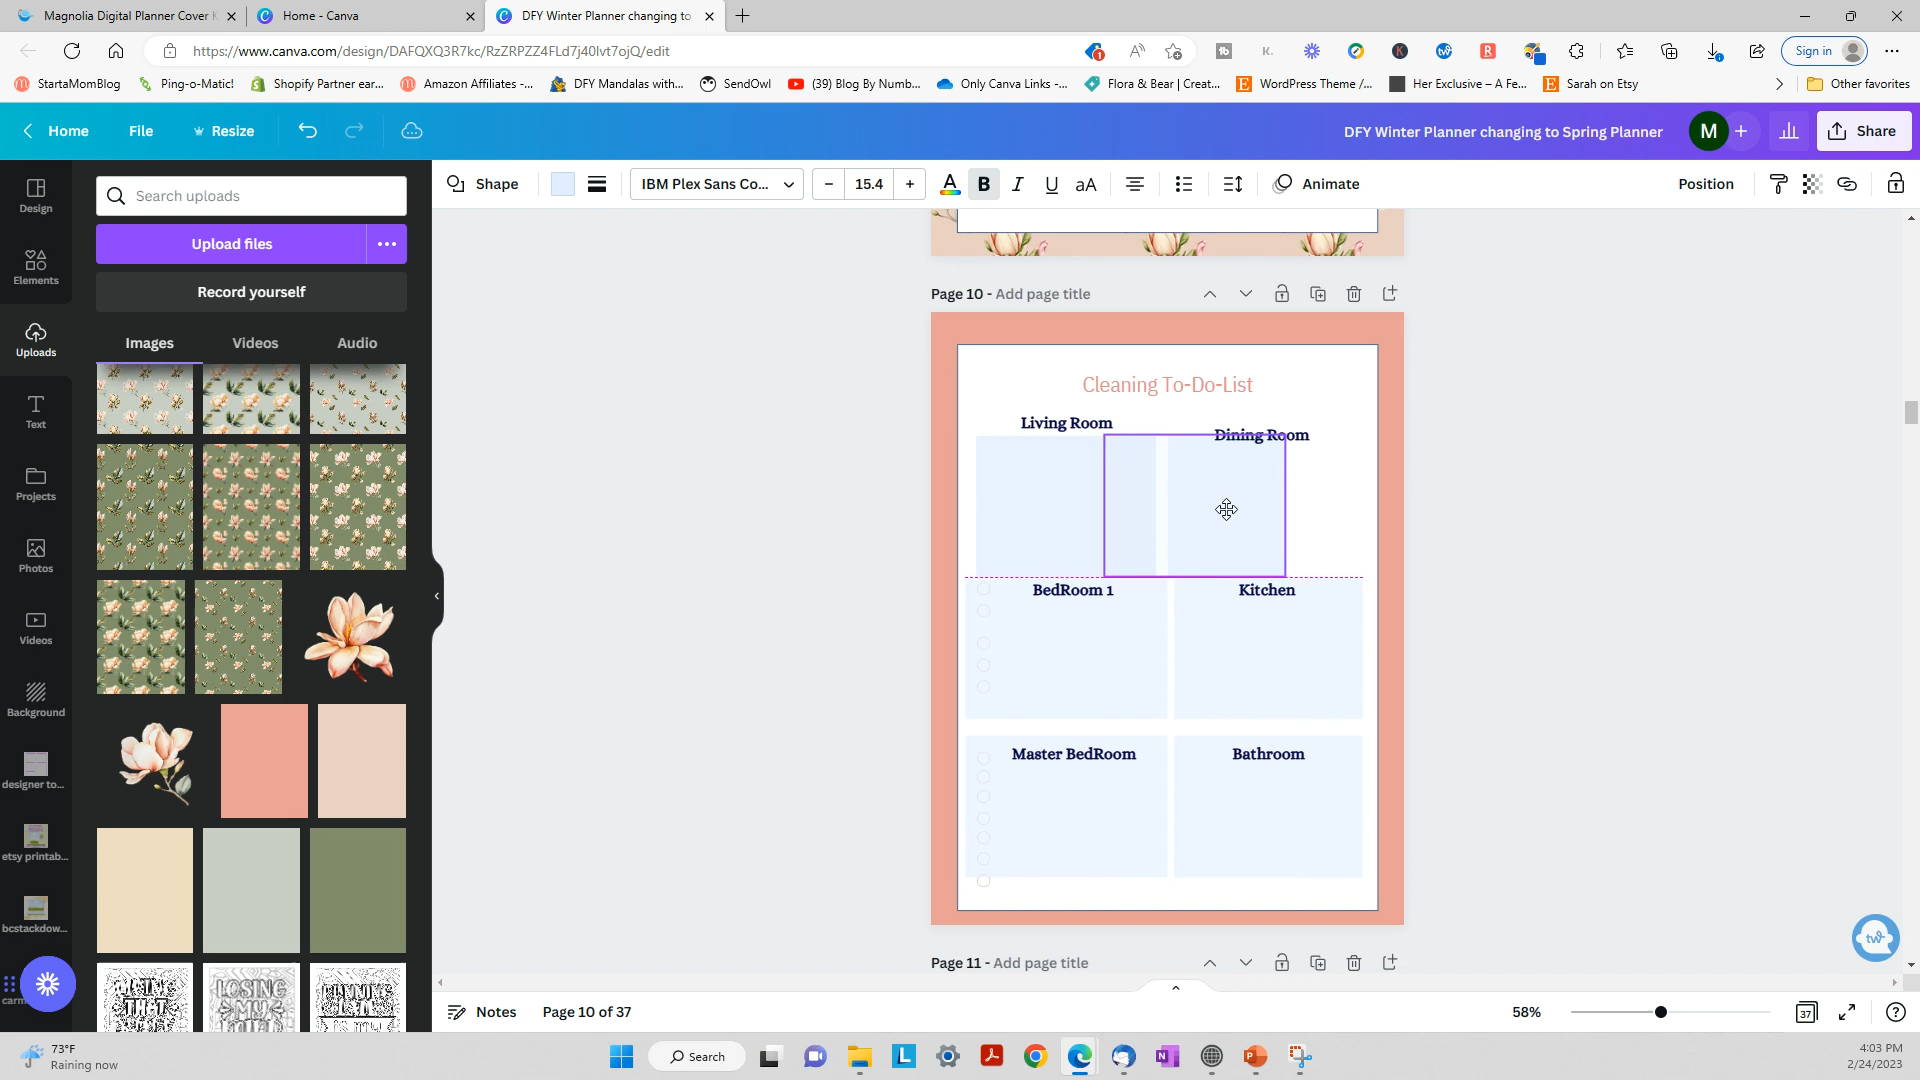 Magnolia Digital Planner Cover K
Home - Canva
DFY Winter Planner changing to
https://www.canva.com/design/DAFQXQ3R7kc/RzZRPZZ4FLd7j40lvt7ojQ/edit
Sign in
StartaMomBlog
Ping-o-Matic!
Shopify Partner ear...
Amazon Affiliates -...
DFY Mandalas with...
SendOwl
(39) Blog By Numb...
Only Canva Links -...
Flora & Bear | Creat...
WordPress Theme /...
Her Exclusive – A Fe...
Sarah on Etsy
Other favorites
Home
File
Resize
DFY Winter Planner changing to Spring Planner
M
Share
Design
Elements
Uploads
Text
Projects
Photos
Videos
Background
designer to...
etsy printab...
bcstackdow...
Search uploads
Upload files
Record yourself
Images
Videos
Audio
LOSING
MY
Shape
IBM Plex Sans Co...
15.4
B
I
U
aA
Animate
Position
Page 10 - Add page title
Cleaning To-Do-List
Living Room
Dining Room
BedRoom 1
Kitchen
Master BedRoom
Bathroom
Page 11 - Add page title
Notes
Page 10 of 37
58%
37
73°F
Raining now
Search
4:03 PM
2/24/2023